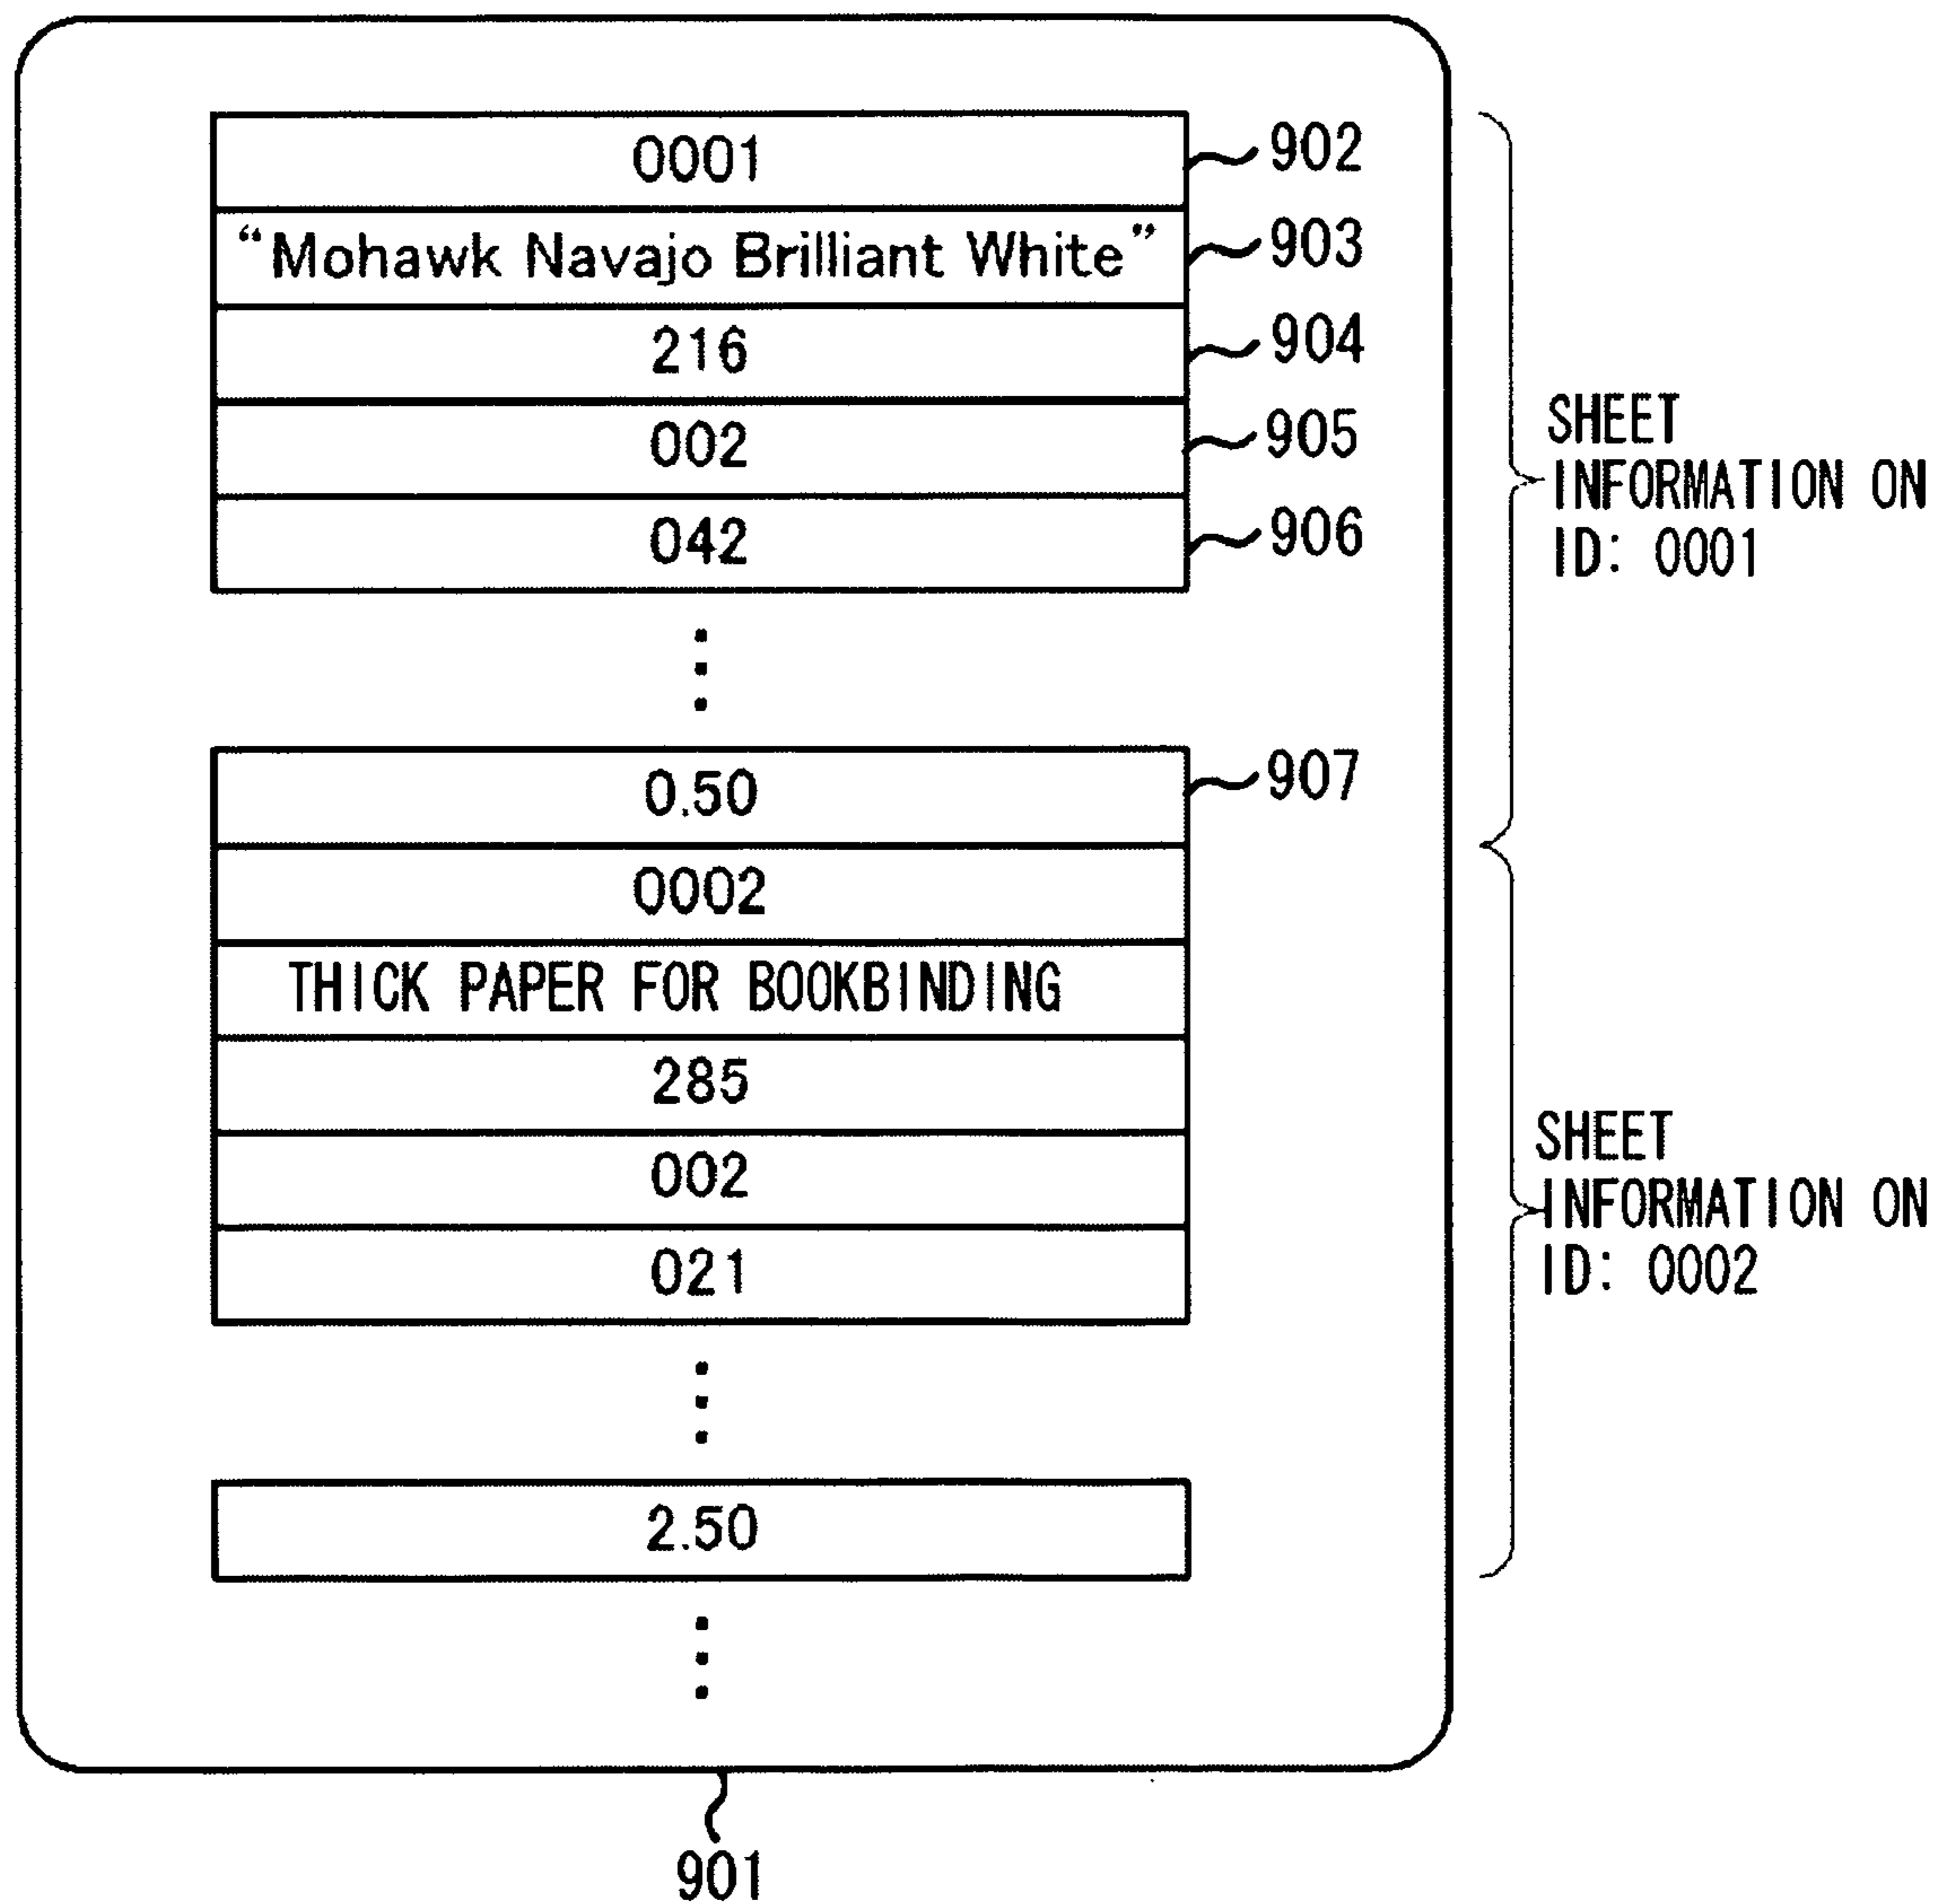 0001
902
“Mohawk Navajo Brilliant White”
903
216
904
002
905
042
906
SHEET
INFORMATION ON
ID: 0001
0.50
907
0002
THICK PAPER FOR BOOKBINDING
285
002
021
SHEET
INFORMATION ON
ID: 0002
2.50
901